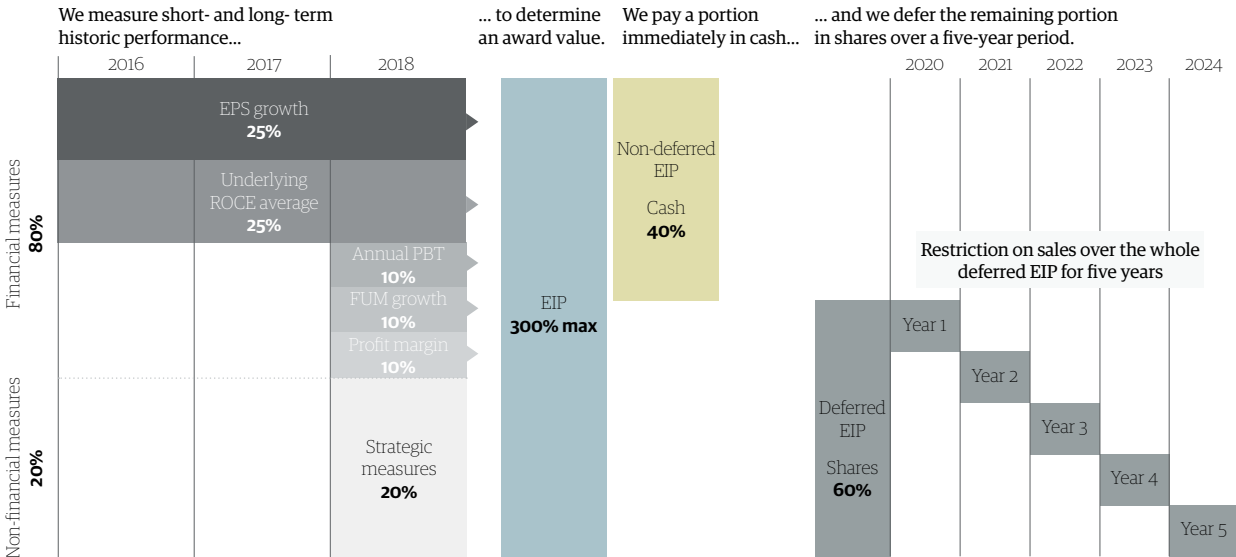 We measure short- and long- term
historic performance...
... to determine
an award value.
We pay a portion
immediately in cash...
... and we defer the remaining portion
in shares over a five-year period.
2016
2017
2018
2020
2021
2022
2023
2024
Financial measures
80%
Non-financial measures
20%
EPS growth
25%
Underlying
ROCE average
25%
Annual PBT
10%
FUM growth
10%
Profit margin
10%
Strategic
measures
20%
EIP
300% max
Non-deferred
EIP
Cash
40%
Restriction on sales over the whole
deferred EIP for five years
Deferred
EIP
Shares
60%
Year 1
Year 2
Year 3
Year 4
Year 5